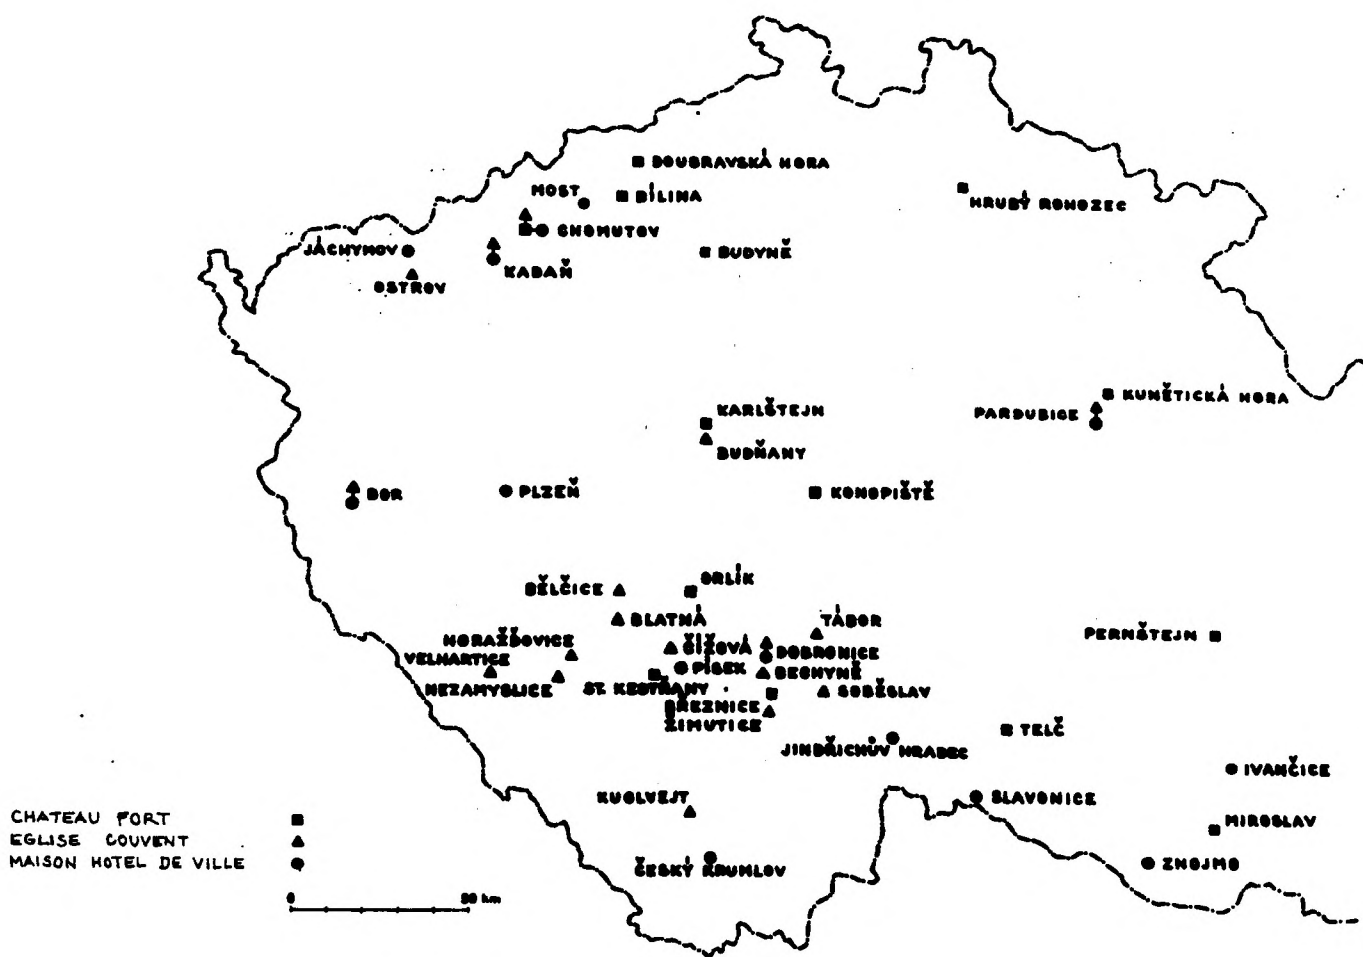 DOUBRAVSKÁ HORA
MOST
BÍLINA
HRUBÝ ROHOZEC
CHOMUTOV
JÁCHYMOV
KADAŇ
BUDYNĚ
OSTROV
KARLŠTEJN
PARDUBICE
KUNĚTICKÁ HORA
BUDŇANY
BOR
PLZEŇ
KONOPIŠTĚ
BĚLČICE
ORLÍK
BLATNÁ
TÁBOR
HORAŽĎOVICE
ČÍŽOVÁ
DOBRONICE
PERNŠTEJN
VELHARTICE
PÍSEK
BECHYNĚ
NEZAMYSLICE
ST. KESTŘANY
SOBĚSLAV
BŘEZNICE
ŽIMUTICE
TELČ
JINDŘICHŮV HRADEC
IVANČICE
KUGLVEJT
SLAVONICE
MIROSLAV
ČESKÝ KRUMLOV
ZNOJMO
CHATEAU FORT
EGLISE COUVENT
MAISON HOTEL DE VILLE
0 50 km